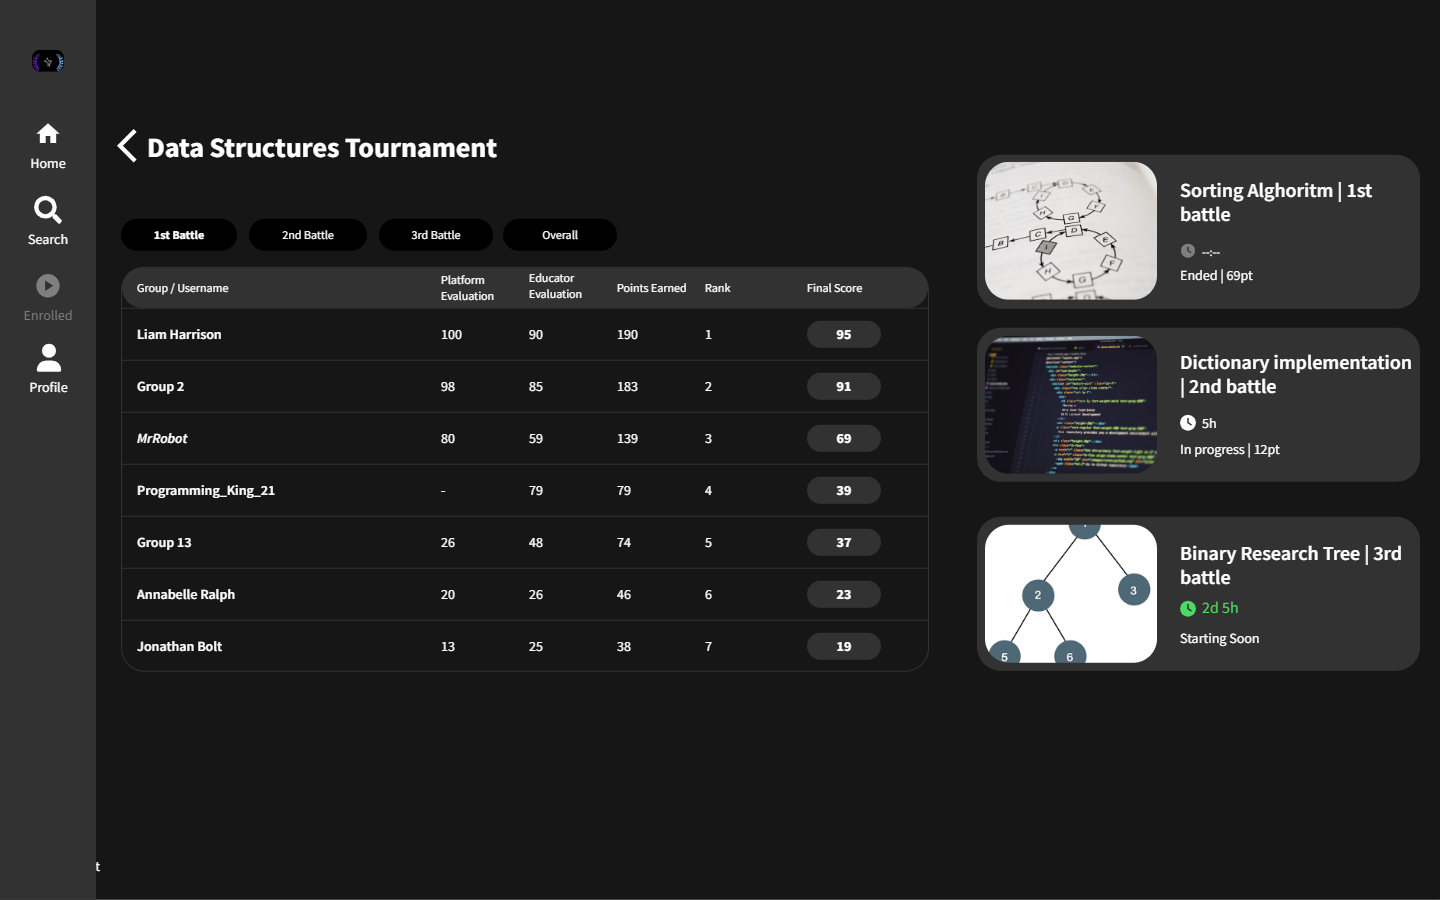 Home
Search
Enrolled
Profile
t
Data Structures Tournament
1st Battle 2nd Battle 3rd Battle Overall
Group / Username Platform Evaluation Educator Evaluation Points Earned Rank Final Score
Liam Harrison 100 90 190 1 95
Group 2 98 85 183 2 91
MrRobot 80 59 139 3 69
Programming_King_21 - 79 79 4 39
Group 13 26 48 74 5 37
Annabelle Ralph 20 26 46 6 23
Jonathan Bolt 13 25 38 7 19
Sorting Alghoritm | 1st
battle
--:--
Ended | 69pt
Dictionary implementation
| 2nd battle
5h
In progress | 12pt
2 3
5 6
Binary Research Tree | 3rd
battle
2d 5h
Starting Soon